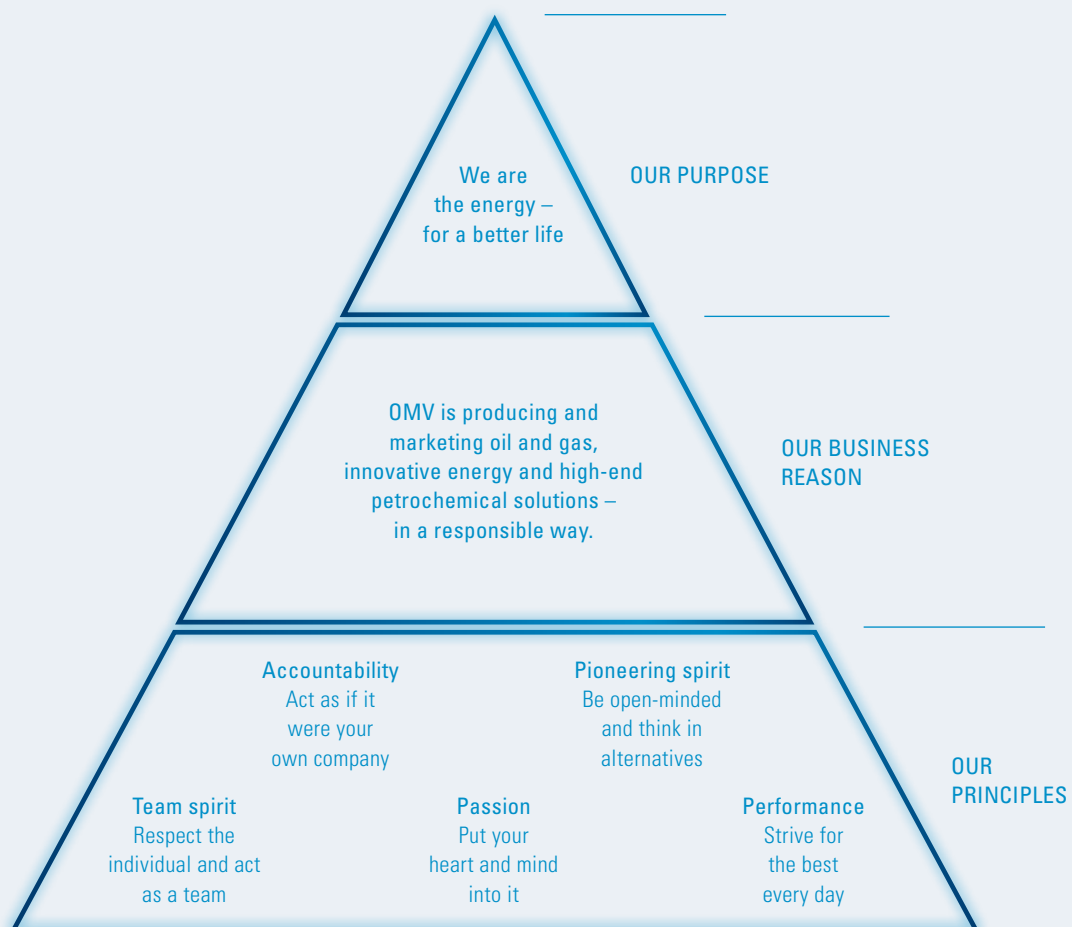 We are
the energy –
for a better life
OUR PURPOSE
OMV is producing and
marketing oil and gas,
innovative energy and high-end
petrochemical solutions –
in a responsible way.
OUR BUSINESS
REASON
Accountability
Act as if it
were your
own company
Pioneering spirit
Be open-minded
and think in
alternatives
Team spirit
Respect the
individual and act
as a team
Passion
Put your
heart and mind
into it
Performance
Strive for
the best
every day
OUR
PRINCIPLES